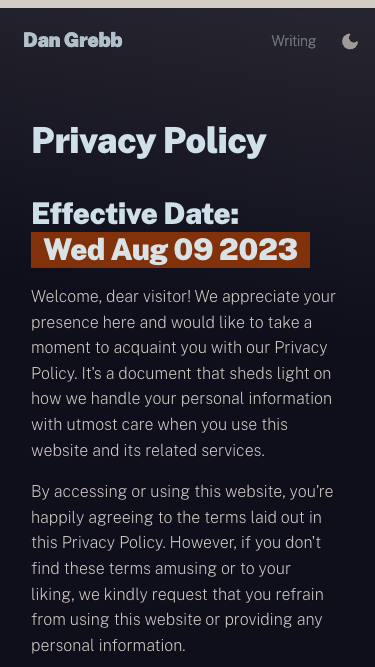 Dan Grebb
Writing
Privacy Policy
Effective Date:
Wed Aug 09 2023
Welcome, dear visitor! We appreciate your
presence here and would like to take a
moment to acquaint you with our Privacy
Policy. It's a document that sheds light on
how we handle your personal information
with utmost care when you use this
website and its related services.
By accessing or using this website, you're
happily agreeing to the terms laid out in
this Privacy Policy. However, if you don't
find these terms amusing or to your
liking, we kindly request that you refrain
from using this website or providing any
personal information.